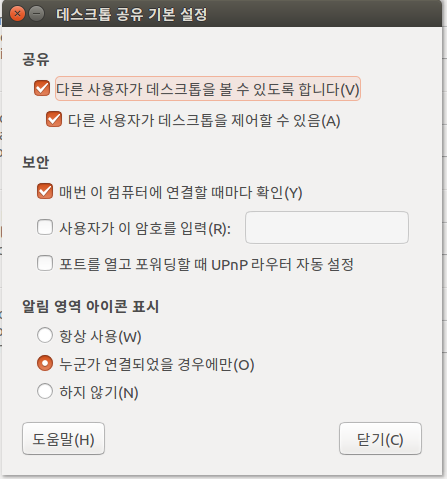 데스크톱 공유 기본 설정
공유
다른 사용자가 데스크톱을 볼 수 있도록 합니다(V)
다른 사용자가 데스크톱을 제어할 수 있음(A)
보안
매번 이 컴퓨터에 연결할 때마다 확인(Y)
사용자가 이 암호를 입력(R):
포트를 열고 포워딩할 때 UPnP 라우터 자동 설정
알림 영역 아이콘 표시
항상 사용(W)
누군가 연결되었을 경우에만(O)
하지 않기(N)
도움말(H)
닫기(C)